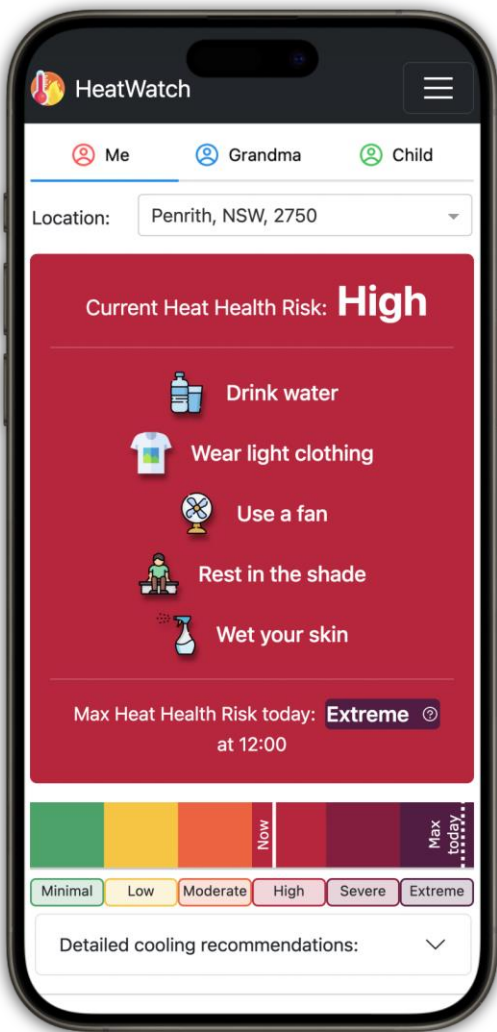 HeatWatch
Me
Grandma
Child
Location:
Penrith, NSW, 2750
Current Heat Health Risk: High
Drink water
Wear light clothing
Use a fan
Rest in the shade
Wet your skin
Max Heat Health Risk today: Extreme ?
at 12:00
Now
Max
today
Minimal
Low
Moderate
High
Severe
Extreme
Detailed cooling recommendations: